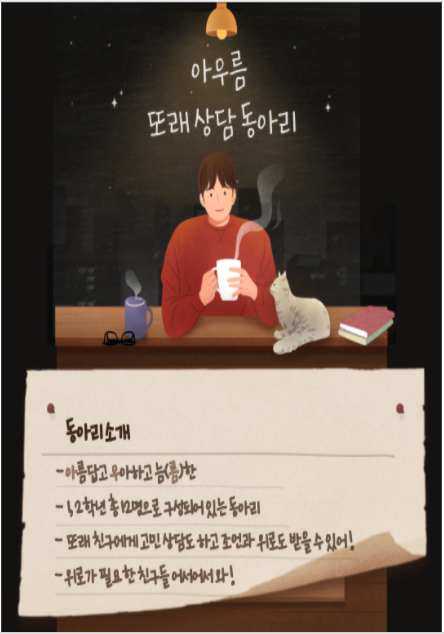 아우름
또래 상담 동아리
동아리소개
- 아름답고 우아하고 늠(름)한
- 1,2학년 총 12명으로 구성되어 있는 동아리
- 또래 친구에게 고민 상담도 하고 조언과 위로도 받을 수 있어!
- 위로가 필요한 친구들 어서어서 와!